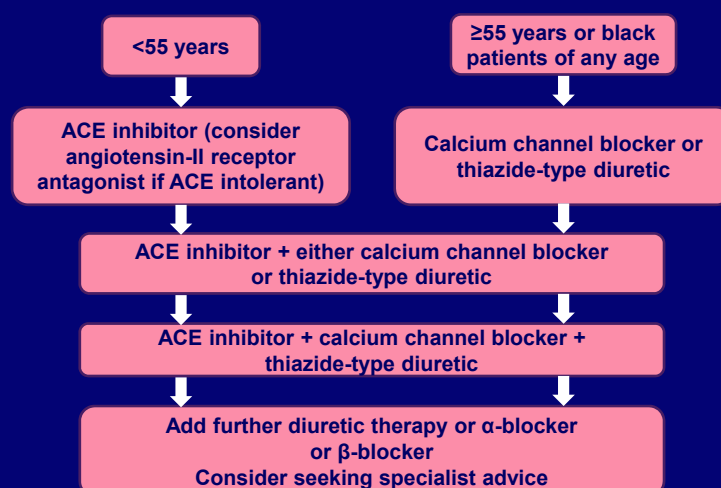 <55 years
≥55 years or black
patients of any age
ACE inhibitor (consider
angiotensin-II receptor
antagonist if ACE intolerant)
Calcium channel blocker or
thiazide-type diuretic
ACE inhibitor + either calcium channel blocker
or thiazide-type diuretic
ACE inhibitor + calcium channel blocker +
thiazide-type diuretic
Add further diuretic therapy or α-blocker
or β-blocker
Consider seeking specialist advice